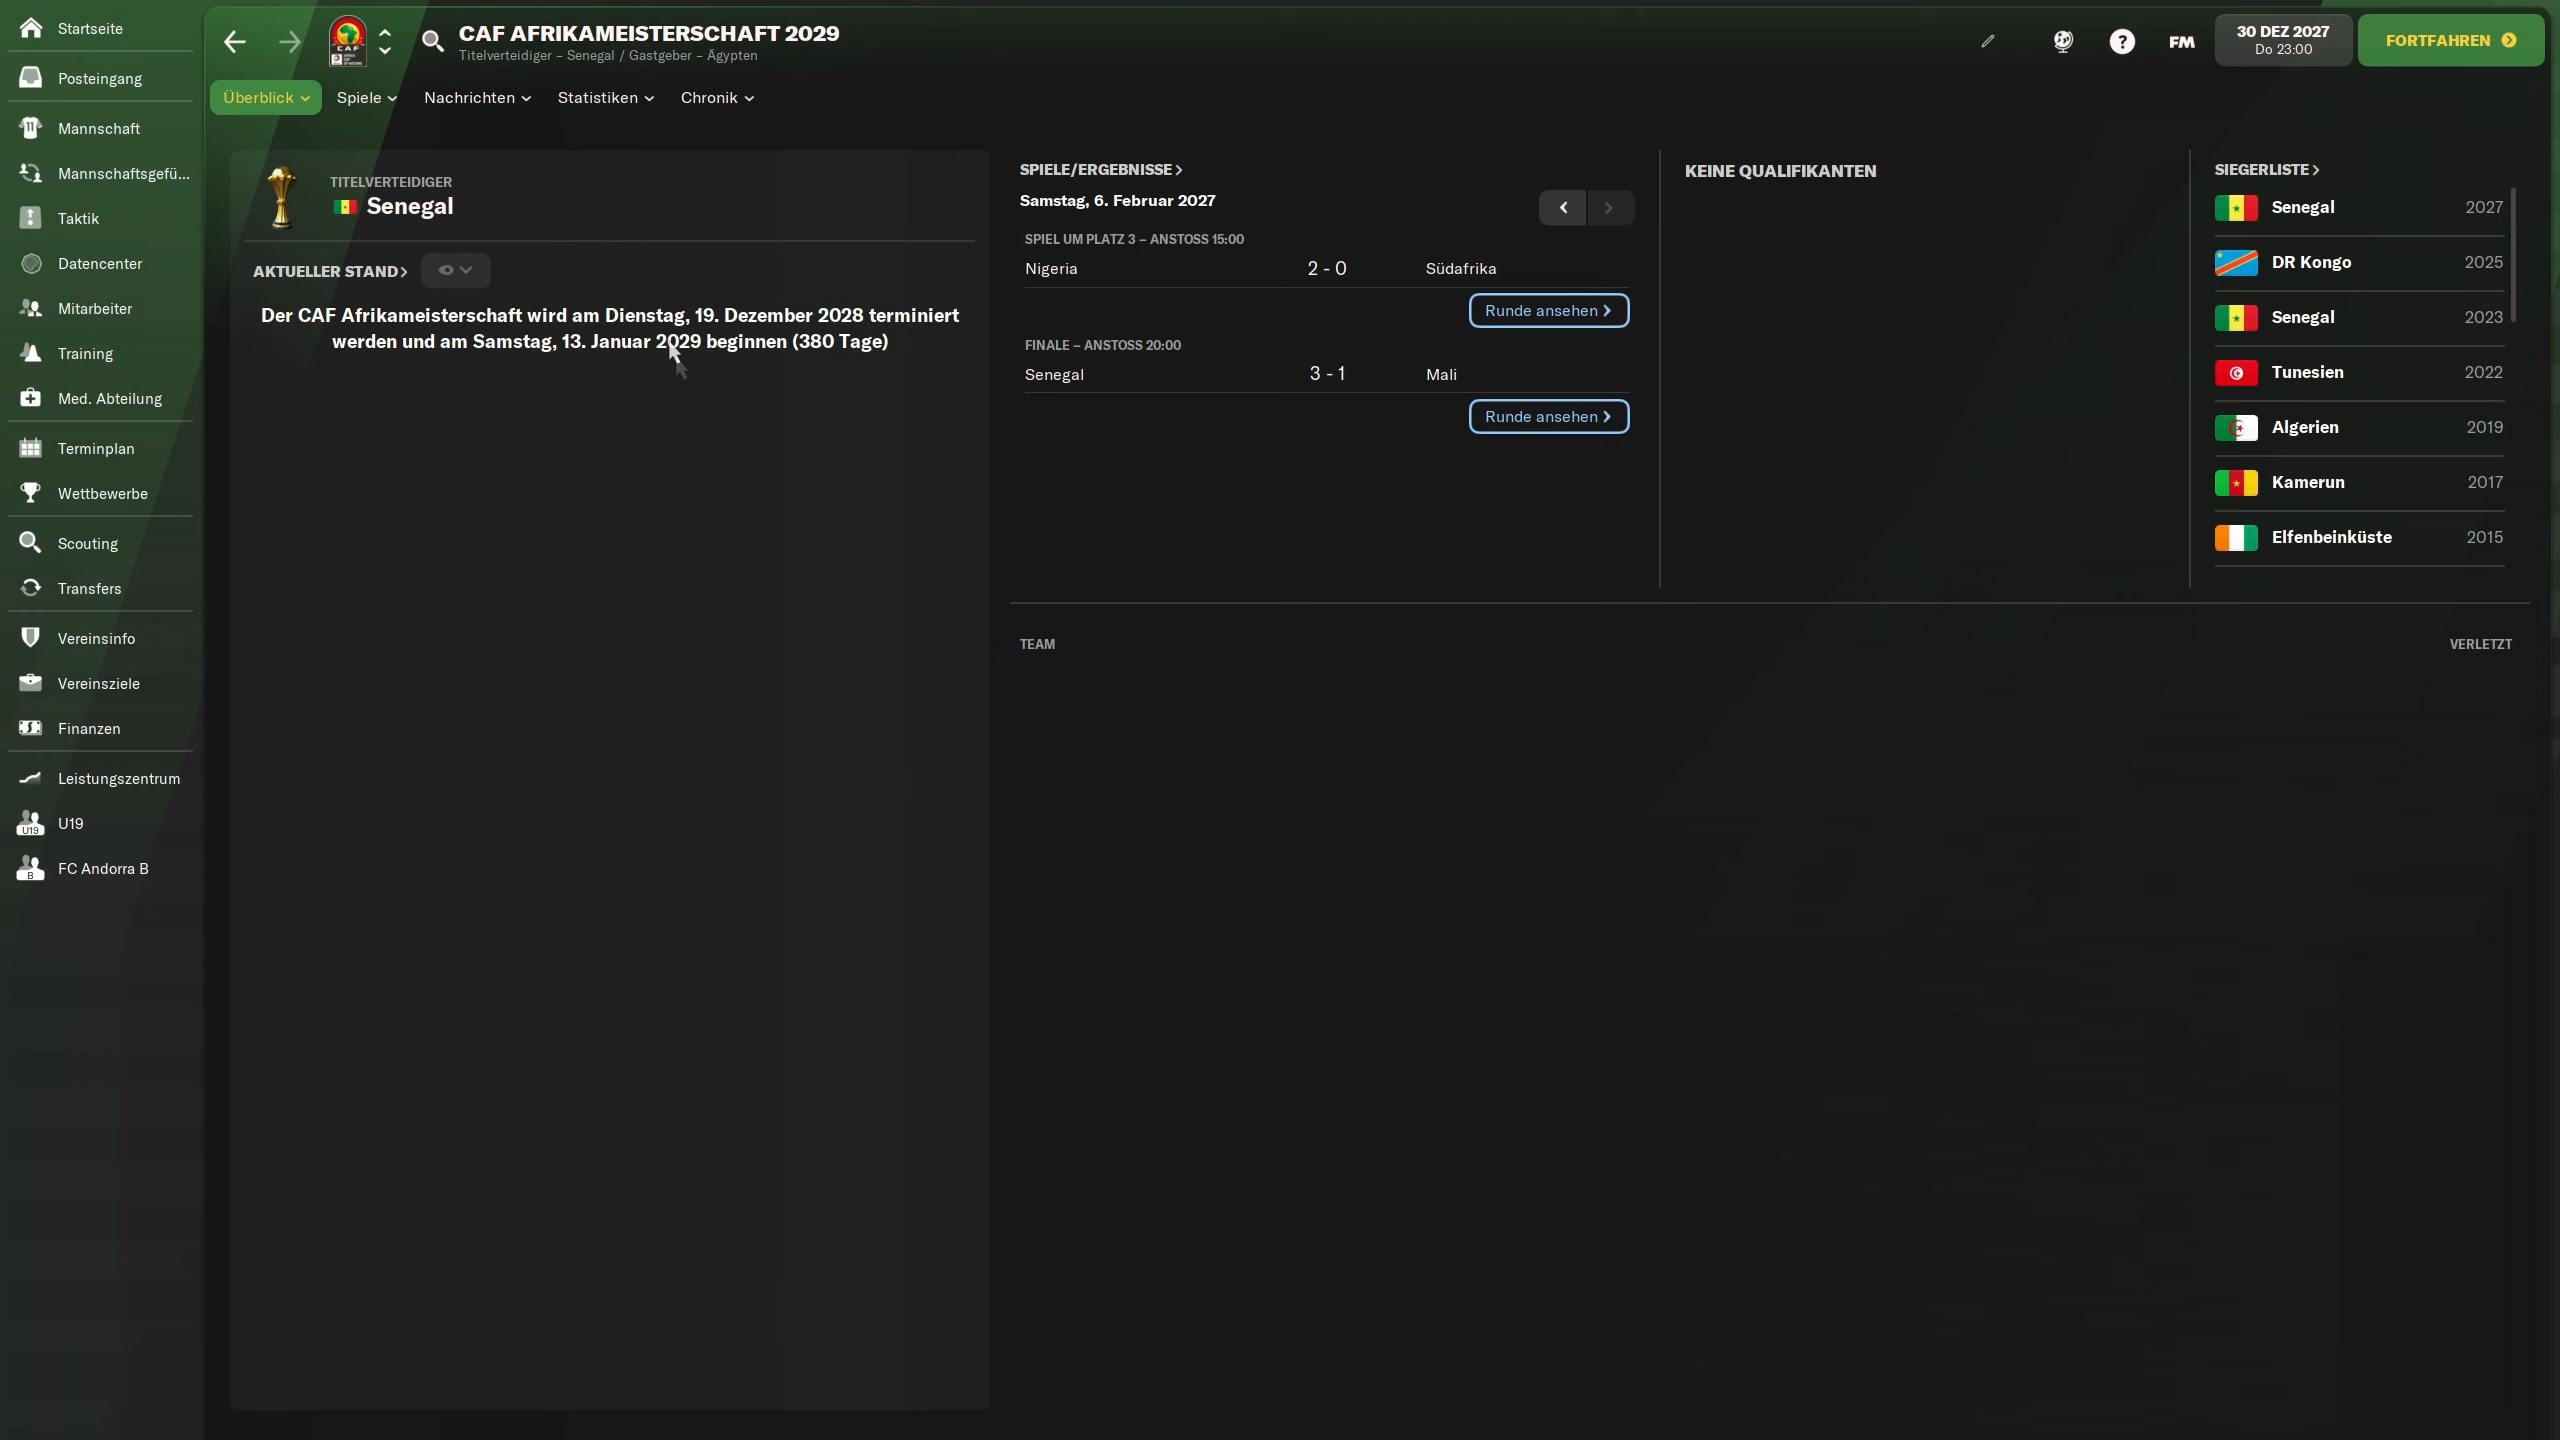 Startseite
Posteingang
Mannschaft
Mannschaftsgefü...
Taktik
Datencenter
Mitarbeiter
Training
Med. Abteilung
Terminplan
Wettbewerbe
Scouting
Transfers
Vereinsinfo
Vereinsziele
Finanzen
Leistungszentrum
U19
U19
B
FC Andorra B
CAF
CAF AFRIKAMEISTERSCHAFT 2029
Titelverteidiger – Senegal / Gastgeber – Ägypten
?
FM
30 DEZ 2027
Do 23:00
FORTFAHREN
Überblick
Spiele
Nachrichten
Statistiken
Chronik
TITELVERTEIDIGER
Senegal
AKTUELLER STAND
Der CAF Afrikameisterschaft wird am Dienstag, 19. Dezember 2028 terminiert
werden und am Samstag, 13. Januar 2029 beginnen (380 Tage)
SPIELE/ERGEBNISSE
Samstag, 6. Februar 2027
SPIEL UM PLATZ 3 – ANSTOSS 15:00
Nigeria 2 - 0 Südafrika
Runde ansehen
FINALE – ANSTOSS 20:00
Senegal 3 - 1 Mali
Runde ansehen
KEINE QUALIFIKANTEN
SIEGERLISTE
Senegal 2027
DR Kongo 2025
Senegal 2023
Tunesien 2022
Algerien 2019
Kamerun 2017
Elfenbeinküste 2015
TEAM VERLETZT